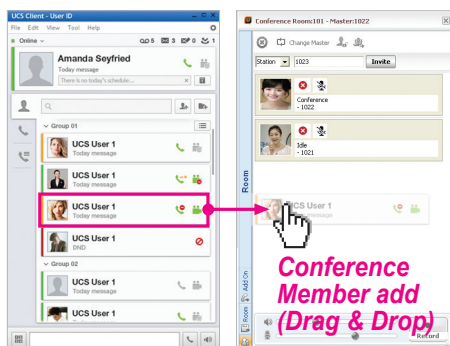 UCS Client - User ID
File Edit View Tool Help
Online 5 3 0 1
Amanda Seyfried
Today message
There is no today's schedule...
Group 01
UCS User 1
Today message
UCS User 1
Today message
UCS User 1
Today message
UCS User 1
DND
Group 02
UCS User 1
Today message
UCS User 1
Today message
Conference Room:101 - Master:1022
Change Master
Station 1023 Invite
Conference
- 1022
Idle
- 1021
Room
UCS User 1
message
Conference
Member add
(Drag & Drop)
Add On
Room
Record